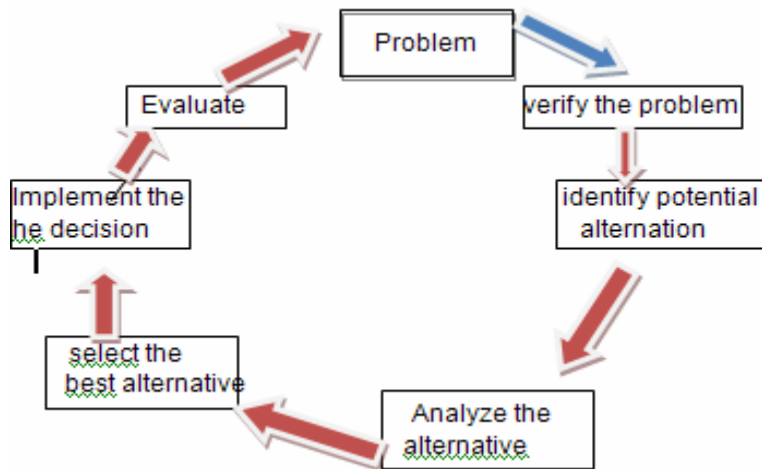 Problem
verify the problem
identify potential
alternation
Analyze the
alternative
select the
best alternative
Implement the
he decision
Evaluate